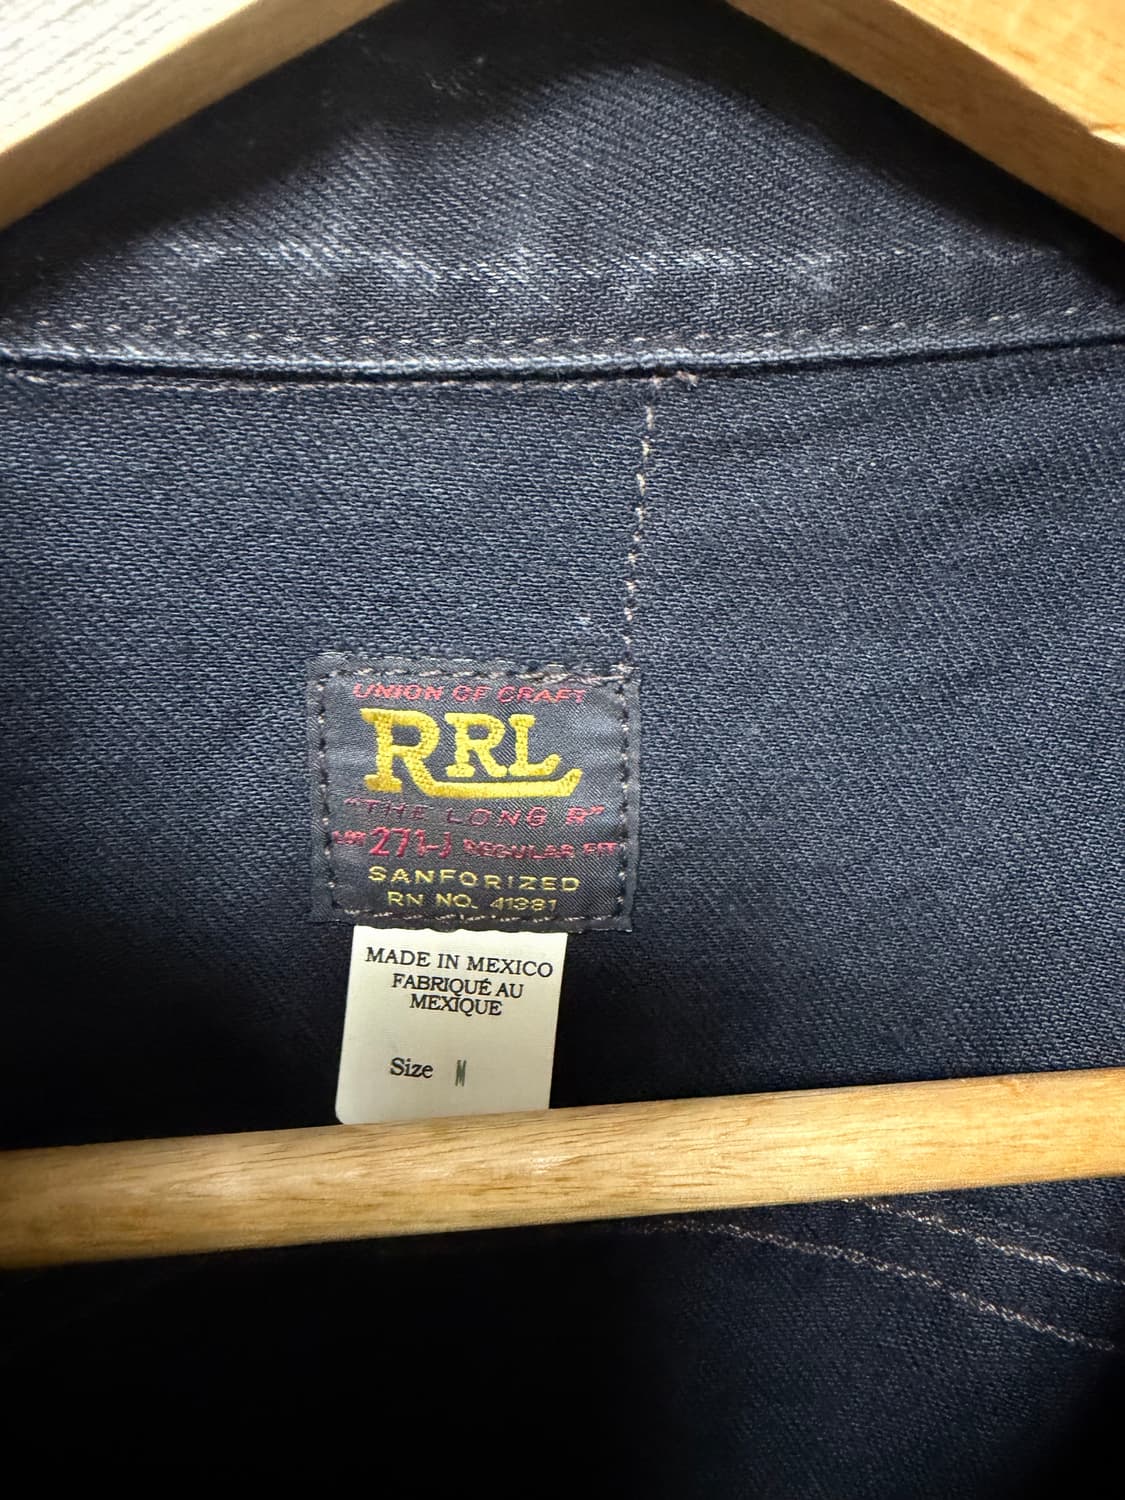 UNION OF CRAFT
RRL
"THE LONG R"
LOT 271-J REGULAR FIT
SANFORIZED
RN NO. 41381
MADE IN MEXICO
FABRIQUÉ AU
MEXIQUE
Size M